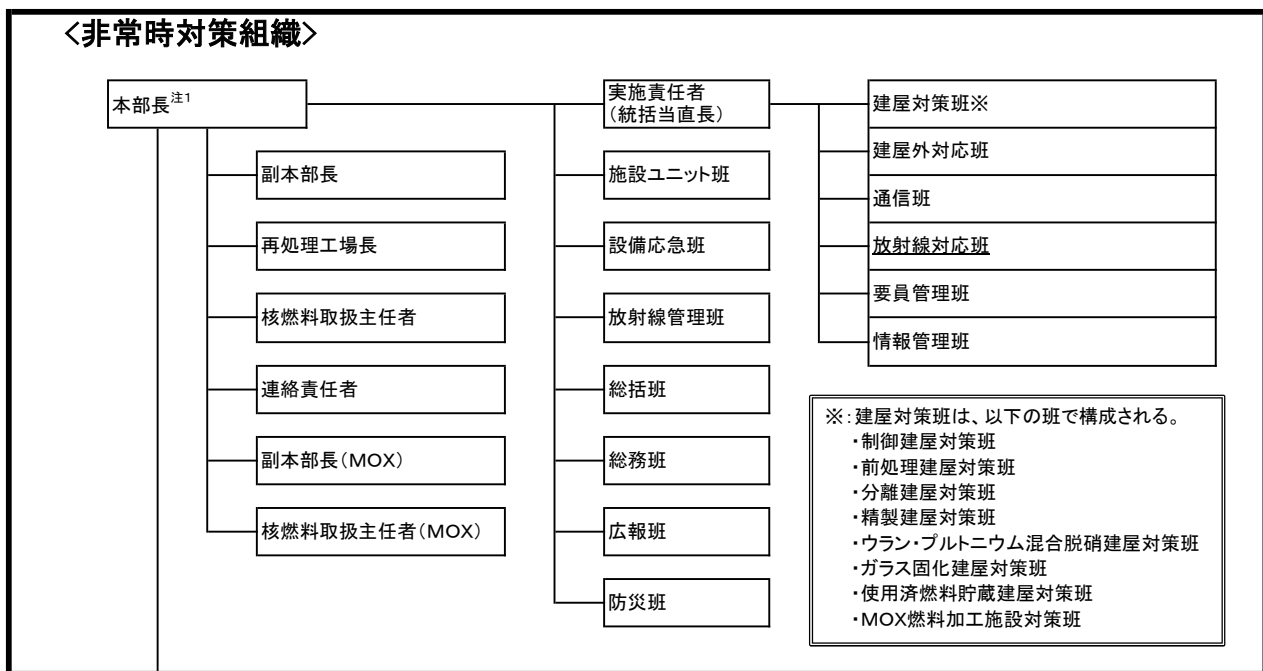 <非常時対策組織>
本部長注1
副本部長
再処理工場長
核燃料取扱主任者
連絡責任者
副本部長(MOX)
核燃料取扱主任者(MOX)
実施責任者
(統括当直長)
施設ユニット班
設備応急班
放射線管理班
総括班
総務班
広報班
防災班
建屋対策班※
建屋外対応班
通信班
放射線対応班
要員管理班
情報管理班
※:建屋対策班は、以下の班で構成される。
・制御建屋対策班
・前処理建屋対策班
・分離建屋対策班
・精製建屋対策班
・ウラン・プルトニウム混合脱硝建屋対策班
・ガラス固化建屋対策班
・使用済燃料貯蔵建屋対策班
・MOX燃料加工施設対策班